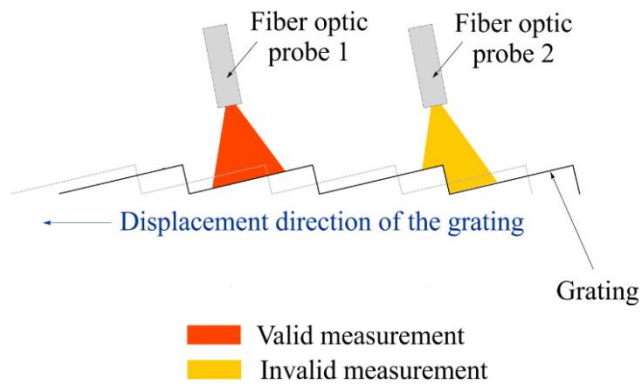 Fiber optic
probe 1
Fiber optic
probe 2
Displacement direction of the grating
Grating
Valid measurement
Invalid measurement